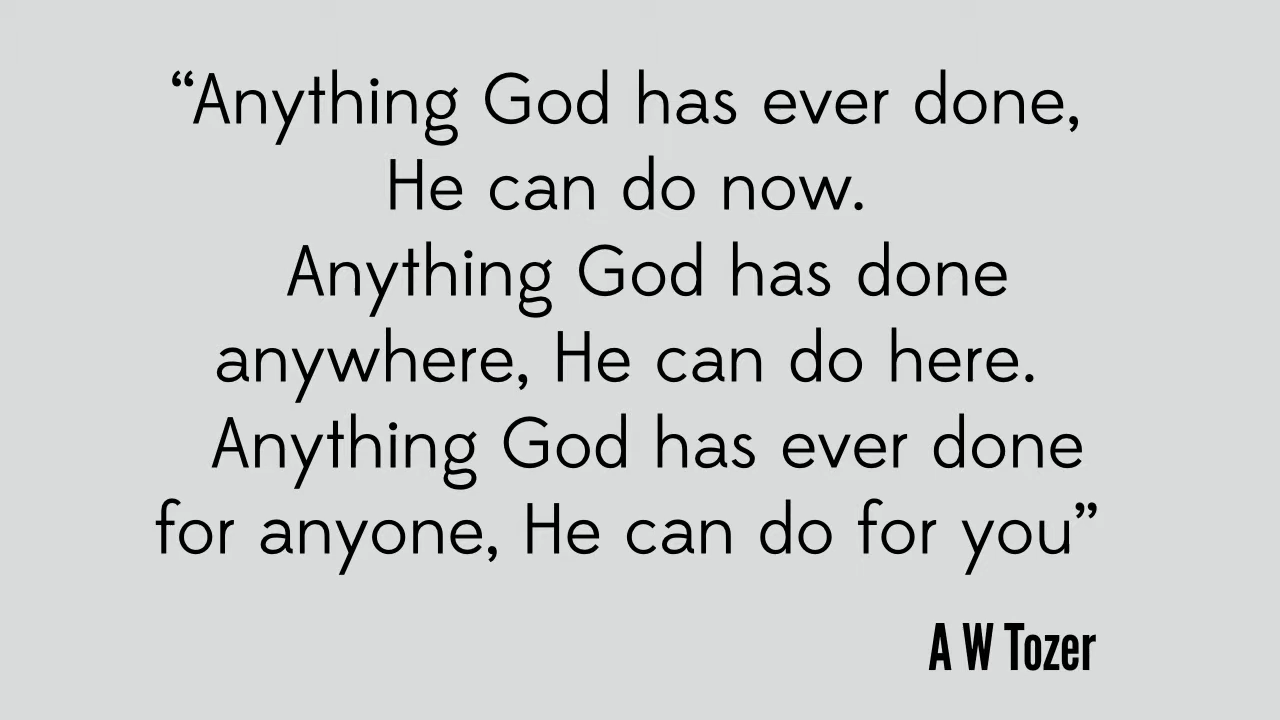 “Anything God has ever done,
He can do now.
Anything God has done
anywhere, He can do here.
Anything God has ever done
for anyone, He can do for you”
A W Tozer